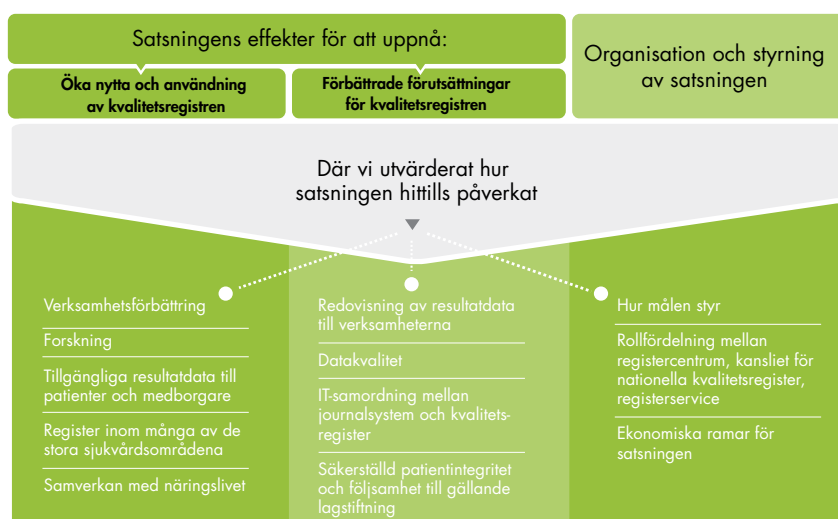 Satsningens effekter för att uppnå:
Öka nytta och användning
av kvalitetsregistren
Förbättrade förutsättningar
för kvalitetsregistren
Organisation och styrning
av satsningen
Där vi utvärderat hur
satsningen hittills påverkat
Verksamhetsförbättring
Forskning
Tillgängliga resultatdata till
patienter och medborgare
Register inom många av de
stora sjukvårdsområdena
Samverkan med näringslivet
Redovisning av resultatdata
till verksamheterna
Datakvalitet
IT-samordning mellan
journalsystem och kvalitets-
register
Säkerställd patientintegritet
och följsamhet till gällande
lagstiftning
Hur målen styr
Rollfördelning mellan
registercentrum, kansliet för
nationella kvalitetsregister,
registerservice
Ekonomiska ramar för
satsningen